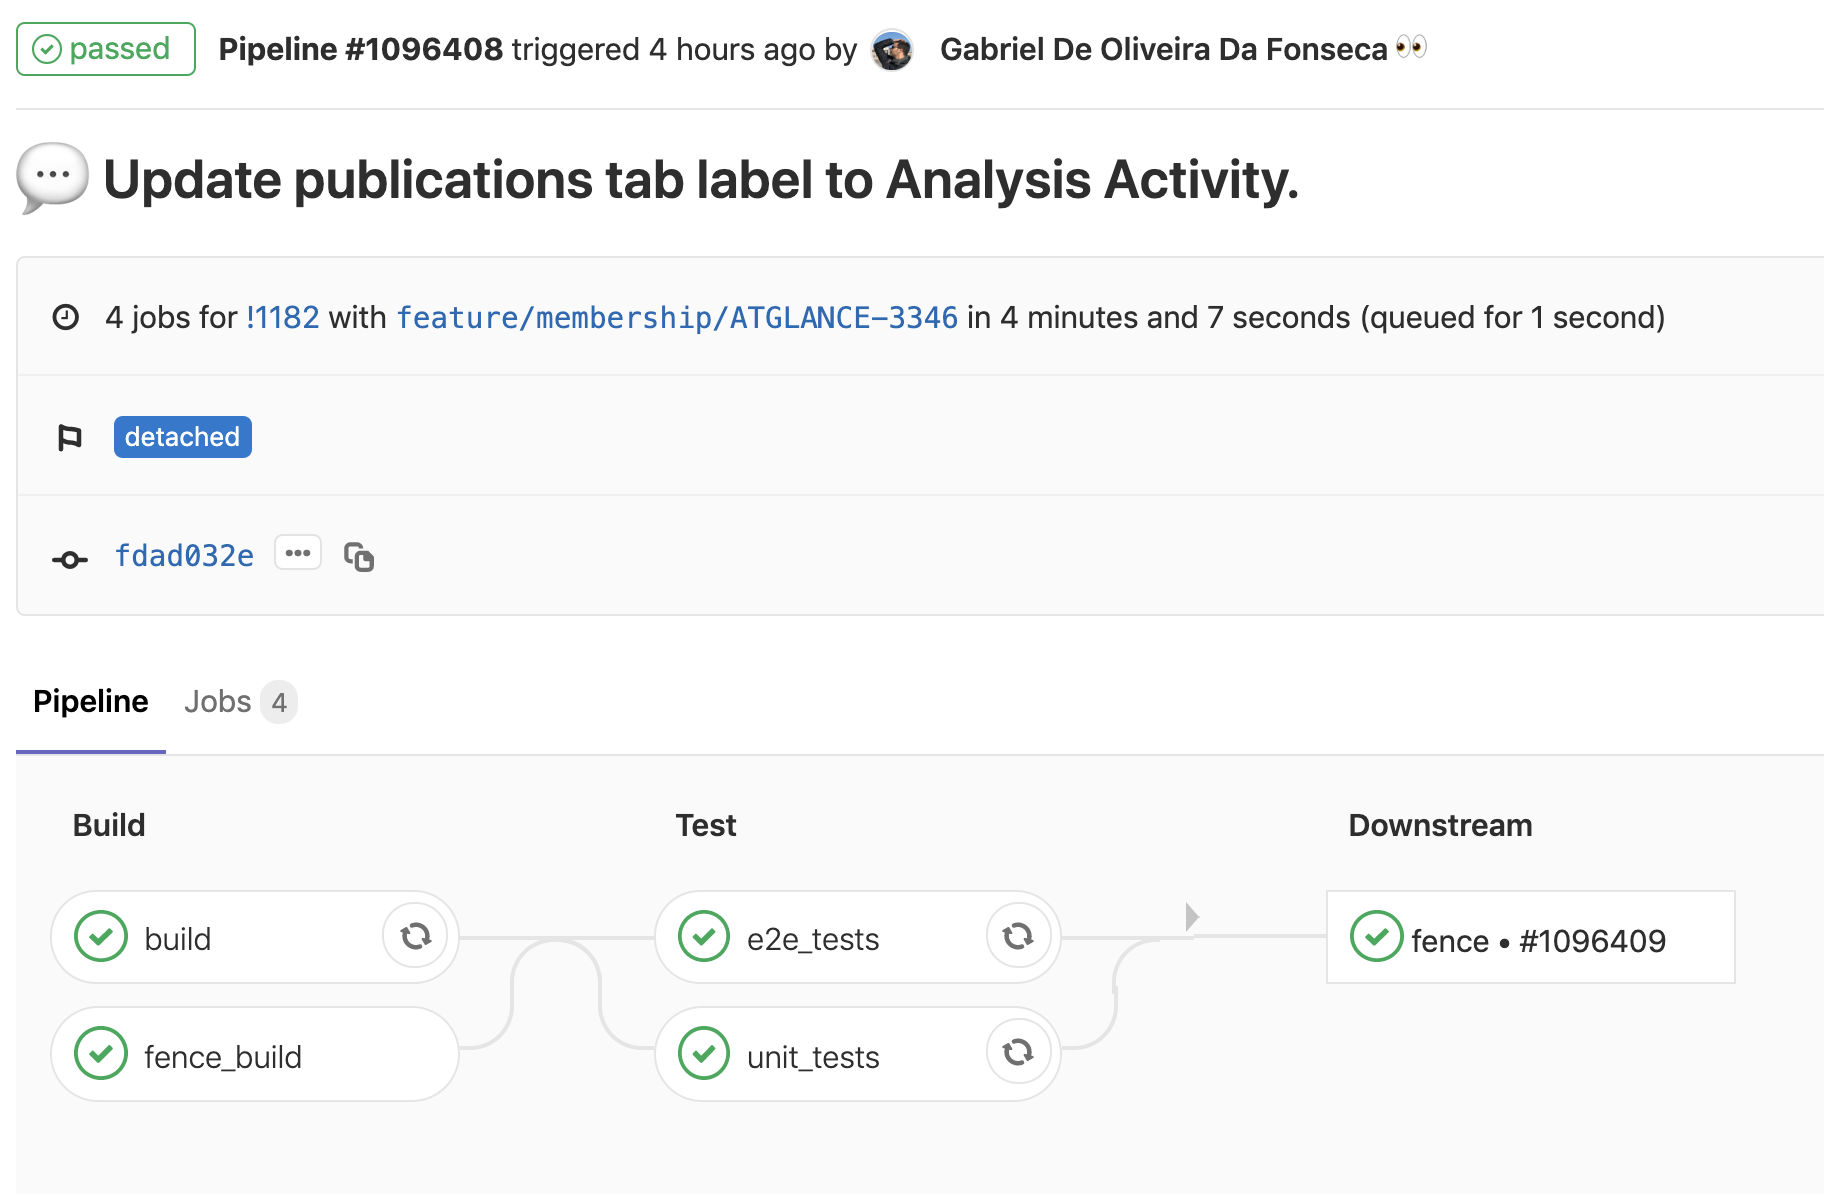 passed Pipeline #1096408 triggered 4 hours ago by Gabriel De Oliveira Da Fonseca 👀
💬 Update publications tab label to Analysis Activity.
4 jobs for !1182 with feature/membership/ATGLANCE-3346 in 4 minutes and 7 seconds (queued for 1 second)
detached
fdad032e
Pipeline Jobs 4
Build Test Downstream
build e2e_tests fence • #1096409
fence_build unit_tests